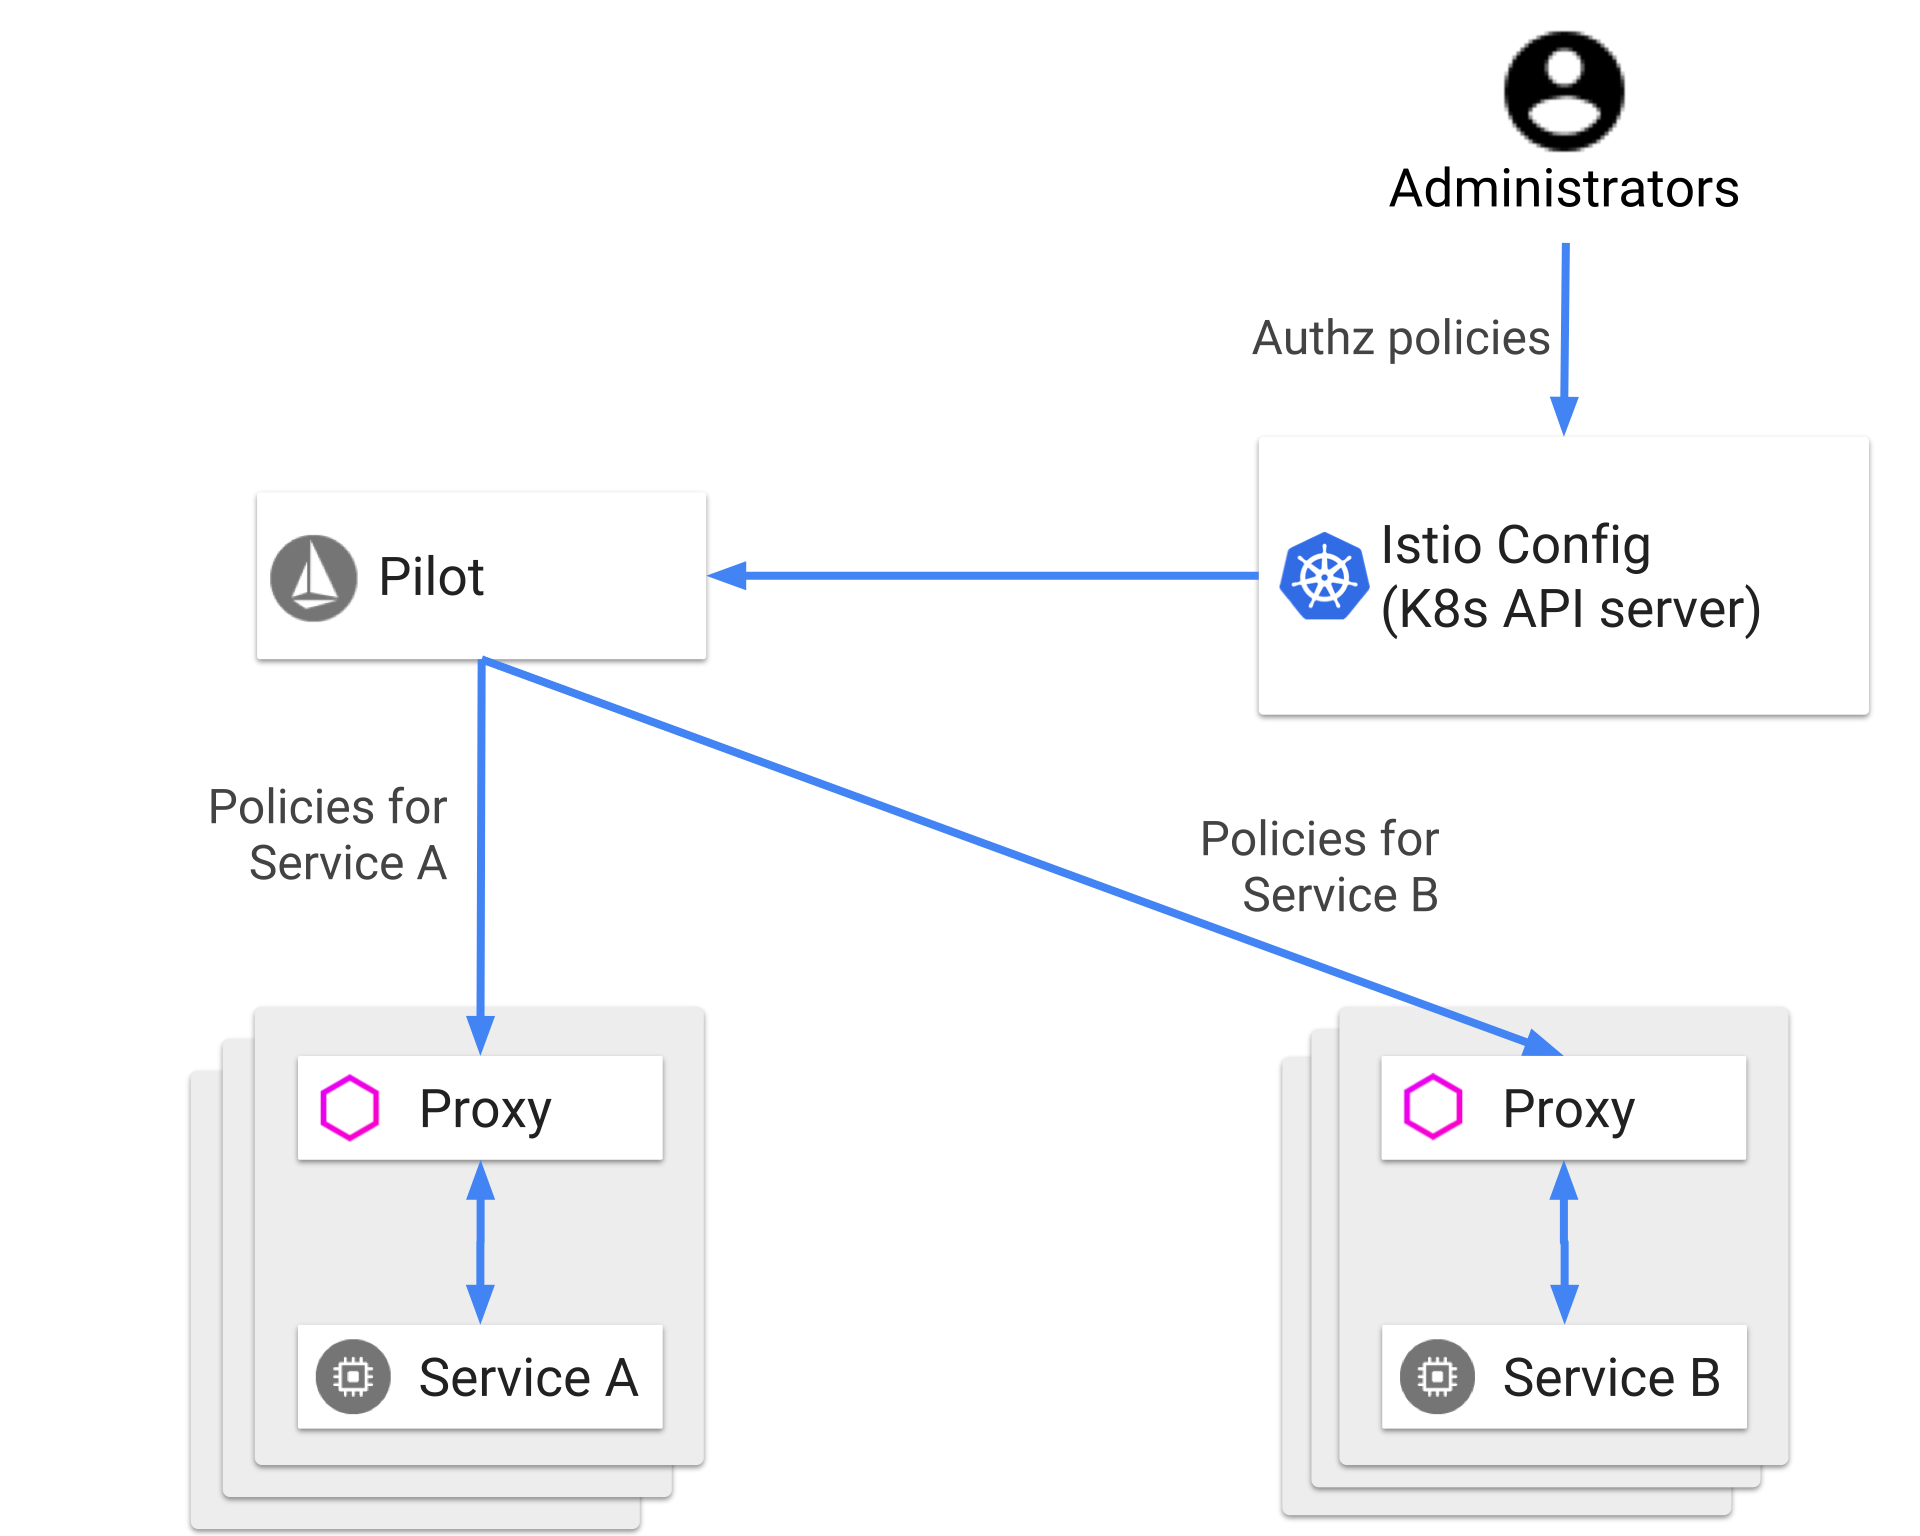 Administrators
Authz policies
Pilot
Istio Config
(K8s API server)
Policies for
Service A
Policies for
Service B
Proxy
Proxy
Service A
Service B